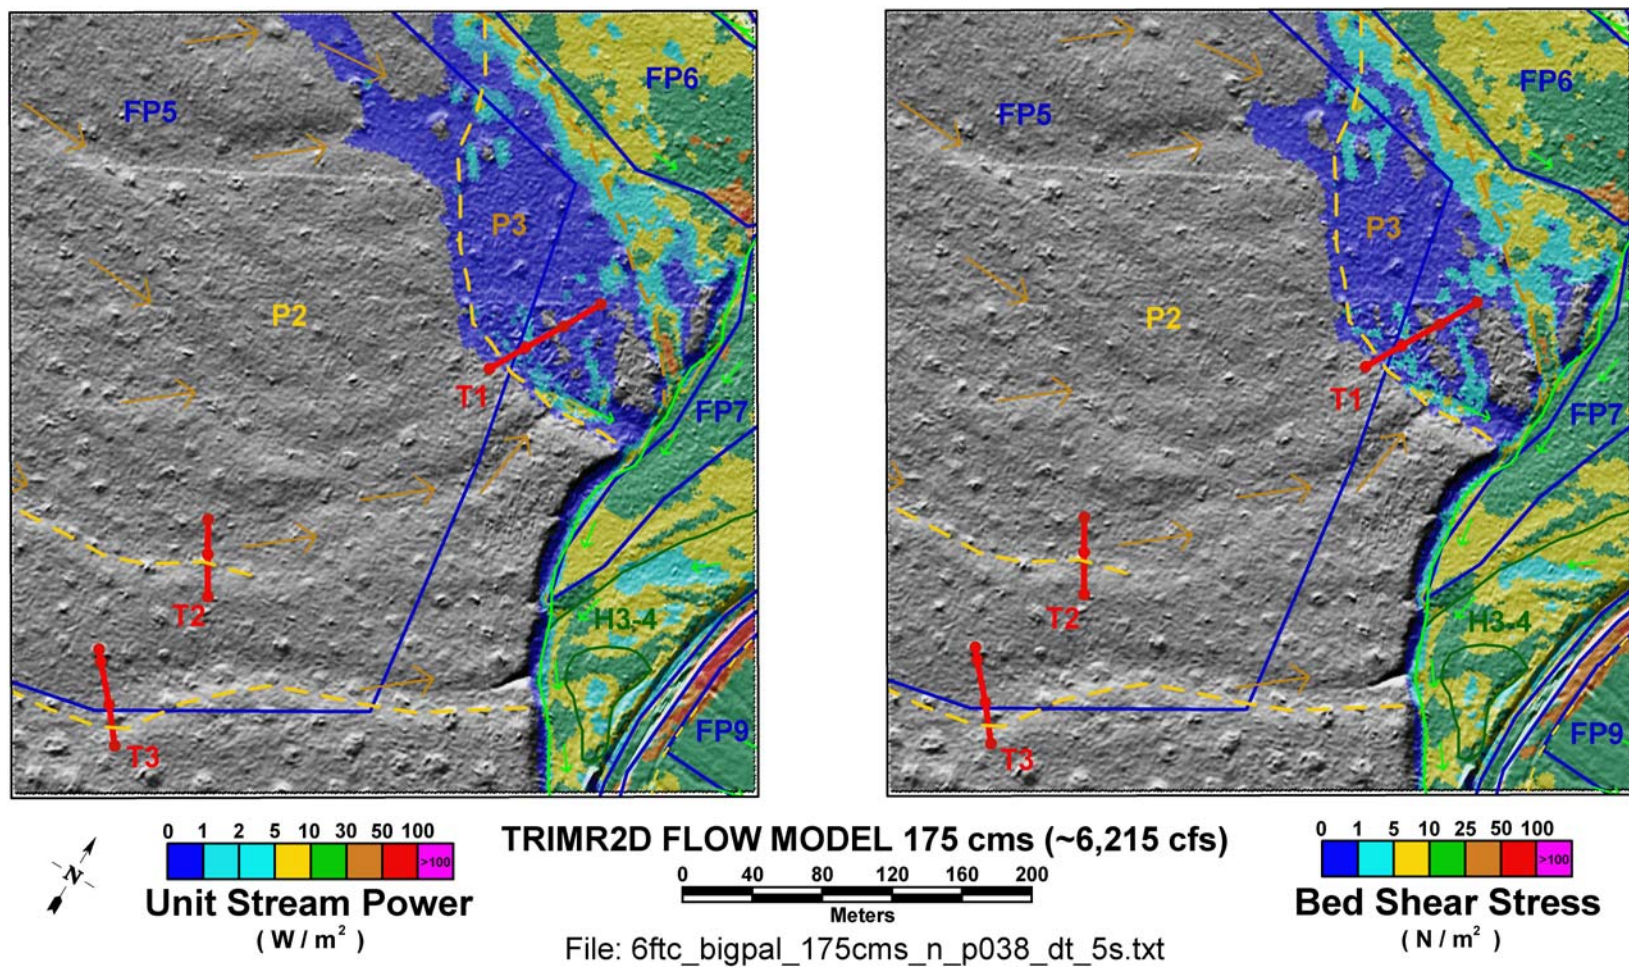 FP5
FP6
P3
P2
T1
FP7
T2
H3-4
T3
FP9
FP5
FP6
P3
P2
T1
FP7
T2
H3-4
T3
FP9
N
0 1 2 5 10 30 50 100
>100
Unit Stream Power
( W / m² )
TRIMR2D FLOW MODEL 175 cms (~6,215 cfs)
0 40 80 120 160 200
Meters
File: 6ftc_bigpal_175cms_n_p038_dt_5s.txt
0 1 5 10 25 50 100
>100
Bed Shear Stress
( N / m² )